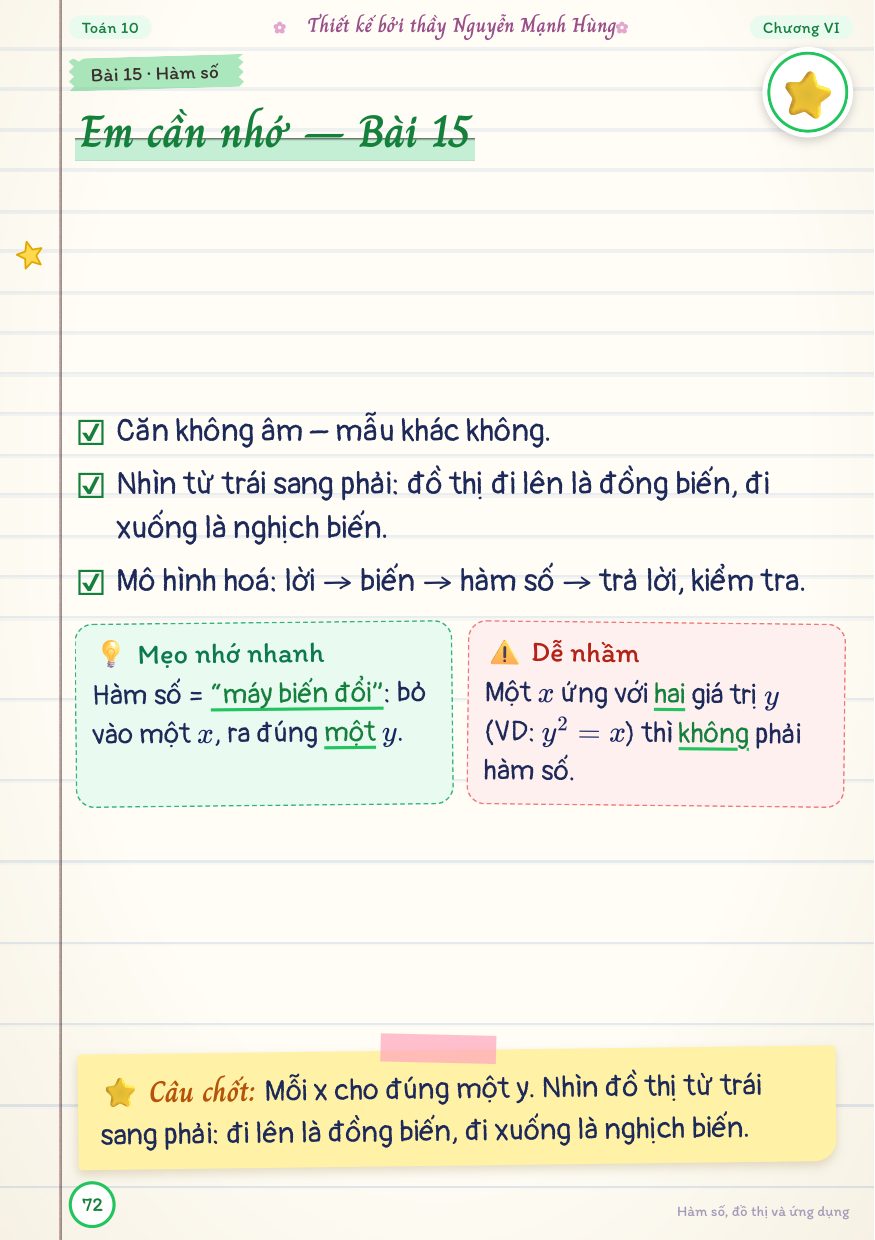 Toán 10
Thiết kế bởi thầy Nguyễn Mạnh Hùng
Chương VI
Bài 15 · Hàm số
Em cần nhớ — Bài 15
Căn không âm – mẫu khác không.
Nhìn từ trái sang phải: đồ thị đi lên là đồng biến, đi
xuống là nghịch biến.
Mô hình hoá: lời → biến → hàm số → trả lời, kiểm tra.
Mẹo nhớ nhanh
Hàm số = “máy biến đổi”: bỏ
vào một x, ra đúng một y.
Dễ nhầm
Một x ứng với hai giá trị y
(VD: y² = x) thì không phải
hàm số.
Câu chốt: Mỗi x cho đúng một y. Nhìn đồ thị từ trái
sang phải: đi lên là đồng biến, đi xuống là nghịch biến.
72
Hàm số, đồ thị và ứng dụng